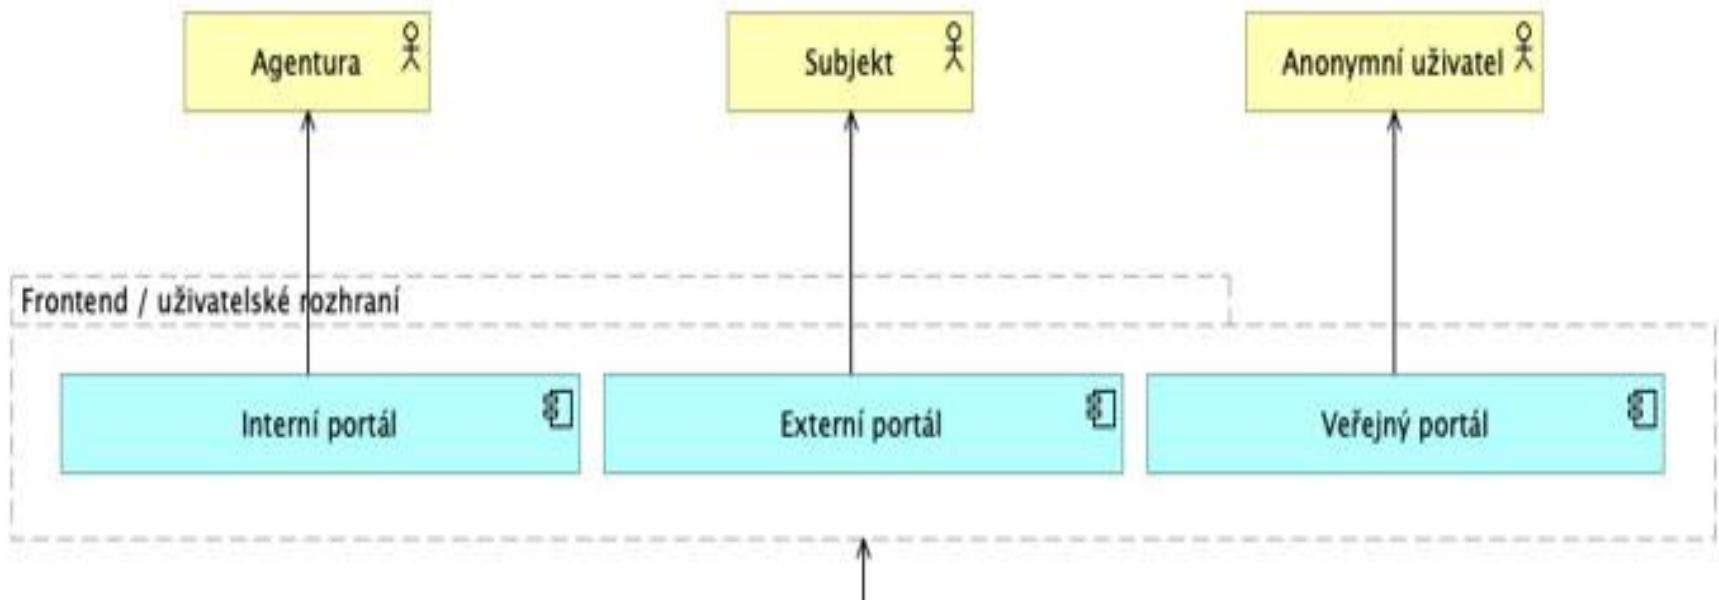 Agentura
Subjekt
Anonymní uživatel
Frontend / uživatelské rozhraní
Interní portál
Externí portál
Veřejný portál